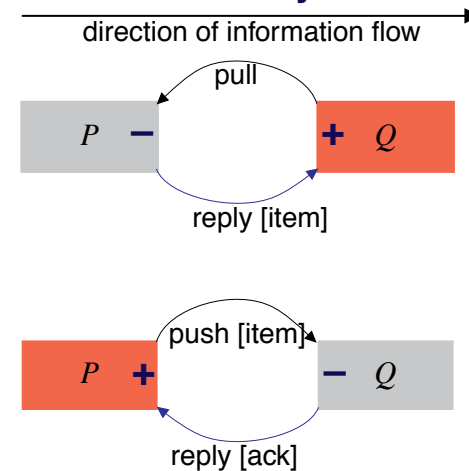 direction of information flow
pull
P − + Q
reply [item]
push [item]
P + − Q
reply [ack]